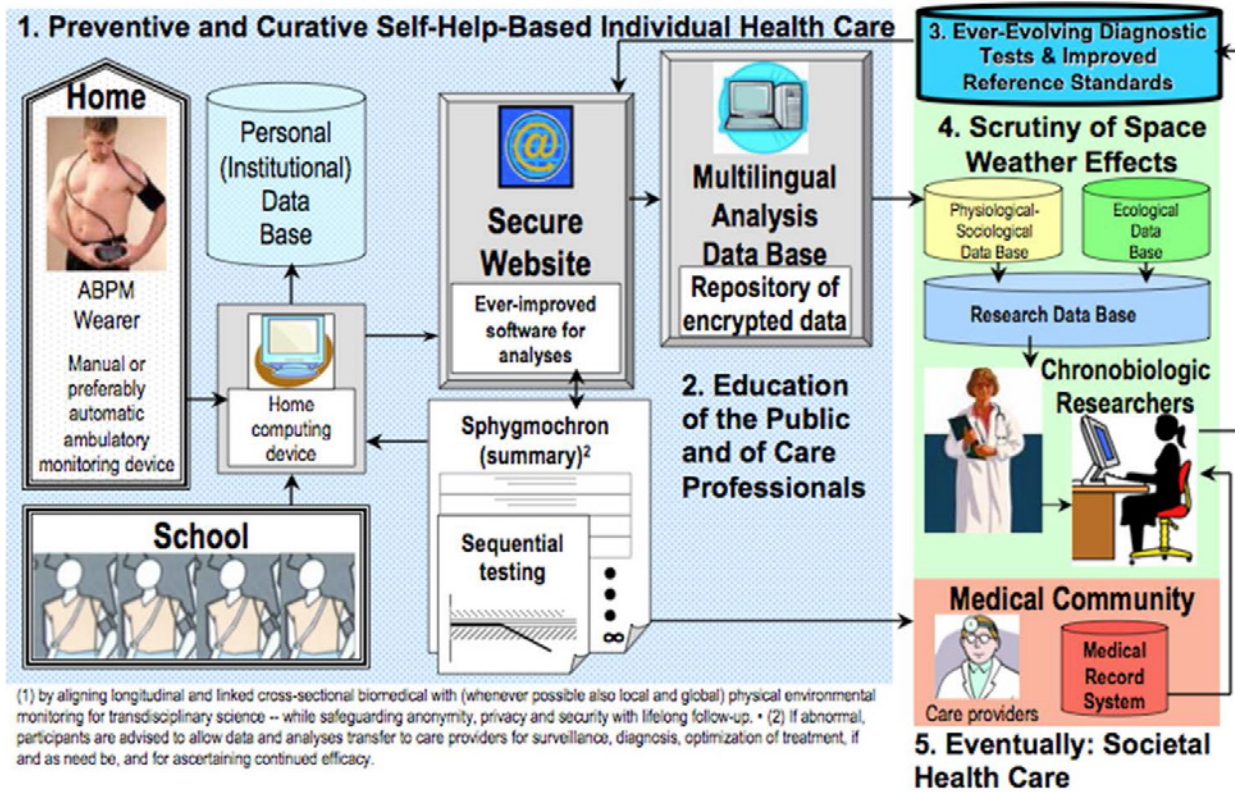 1. Preventive and Curative Self-Help-Based Individual Health Care
Home
ABPM
Wearer
Manual or
preferably
automatic
ambulatory
monitoring device
Personal
(Institutional)
Data
Base
Home
computing
device
School
@
Secure
Website
Ever-improved
software for
analyses
Sphygmochron
(summary)²
Sequential
testing
∞
Multilingual
Analysis
Data Base
Repository of
encrypted data
2. Education
of the Public
and of Care
Professionals
3. Ever-Evolving Diagnostic
Tests & Improved
Reference Standards
4. Scrutiny of Space
Weather Effects
Physiological-
Sociological
Data Base
Ecological
Data
Base
Research Data Base
Chronobiologic
Researchers
Medical Community
Care providers
Medical
Record
System
5. Eventually: Societal
Health Care
(1) by aligning longitudinal and linked cross-sectional biomedical with (whenever possible also local and global) physical environmental
monitoring for transdisciplinary science -- while safeguarding anonymity, privacy and security with lifelong follow-up. • (2) If abnormal,
participants are advised to allow data and analyses transfer to care providers for surveillance, diagnosis, optimization of treatment, if
and as need be, and for ascertaining continued efficacy.